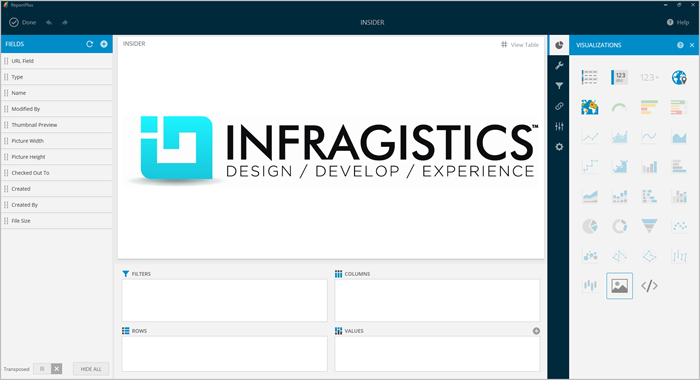 ReportPlus
Done
INSIDER
Help
FIELDS
URL Field
Type
Name
Modified By
Thumbnail Preview
Picture Width
Picture Height
Checked Out To
Created
Created By
File Size
Transposed
HIDE ALL
INSIDER
View Table
INFRAGISTICS™
DESIGN / DEVELOP / EXPERIENCE
FILTERS
COLUMNS
ROWS
VALUES
VISUALIZATIONS
123
123